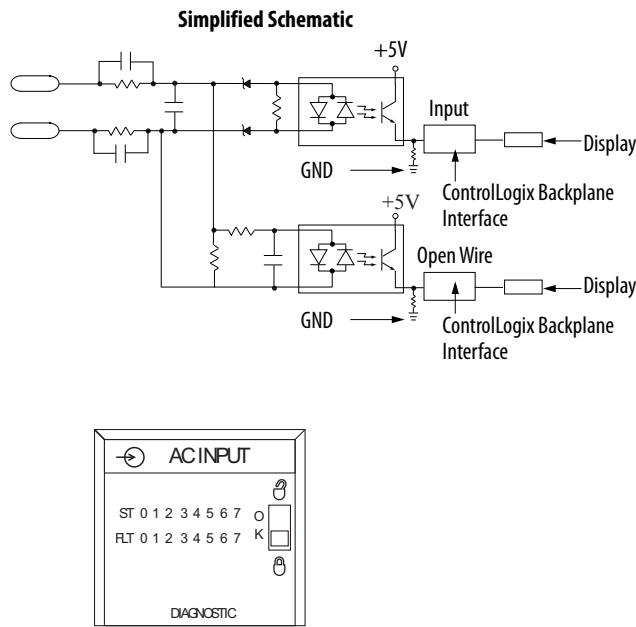 Simplified Schematic
+5V
Input
Display
GND
ControlLogix Backplane
Interface
+5V
Open Wire
Display
GND
ControlLogix Backplane
Interface
AC INPUT
ST 0 1 2 3 4 5 6 7 O
FLT 0 1 2 3 4 5 6 7 K
DIAGNOSTIC